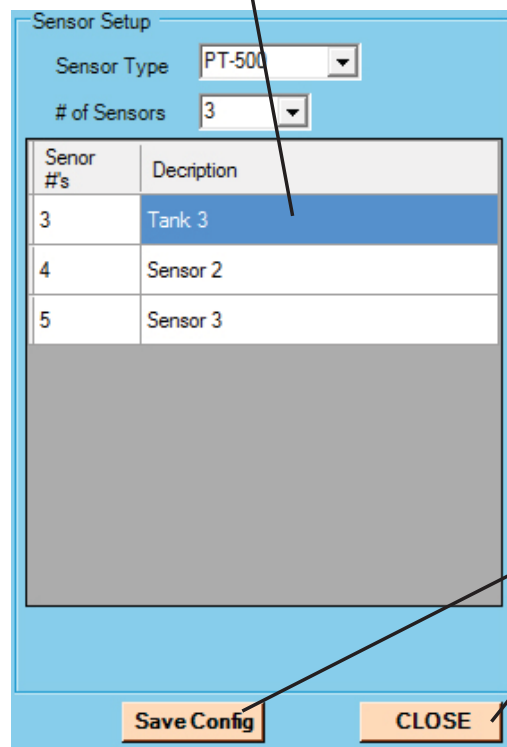 Sensor Setup
Sensor Type PT-500
# of Sensors 3
Senor #'s Decription
3 Tank 3
4 Sensor 2
5 Sensor 3
Save Config CLOSE